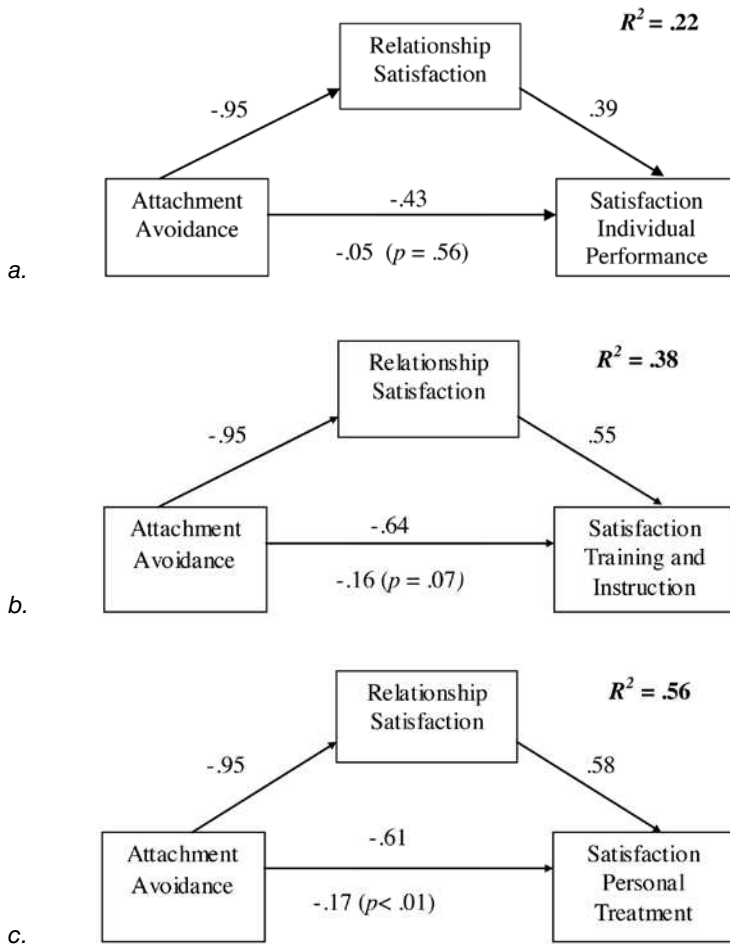 R² = .22
Relationship
Satisfaction
-.95
.39
Attachment
Avoidance
-.43
-.05 (p = .56)
Satisfaction
Individual
Performance
a.
R² = .38
Relationship
Satisfaction
-.95
.55
Attachment
Avoidance
-.64
-.16 (p = .07)
Satisfaction
Training and
Instruction
b.
R² = .56
Relationship
Satisfaction
-.95
.58
Attachment
Avoidance
-.61
-.17 (p< .01)
Satisfaction
Personal
Treatment
c.